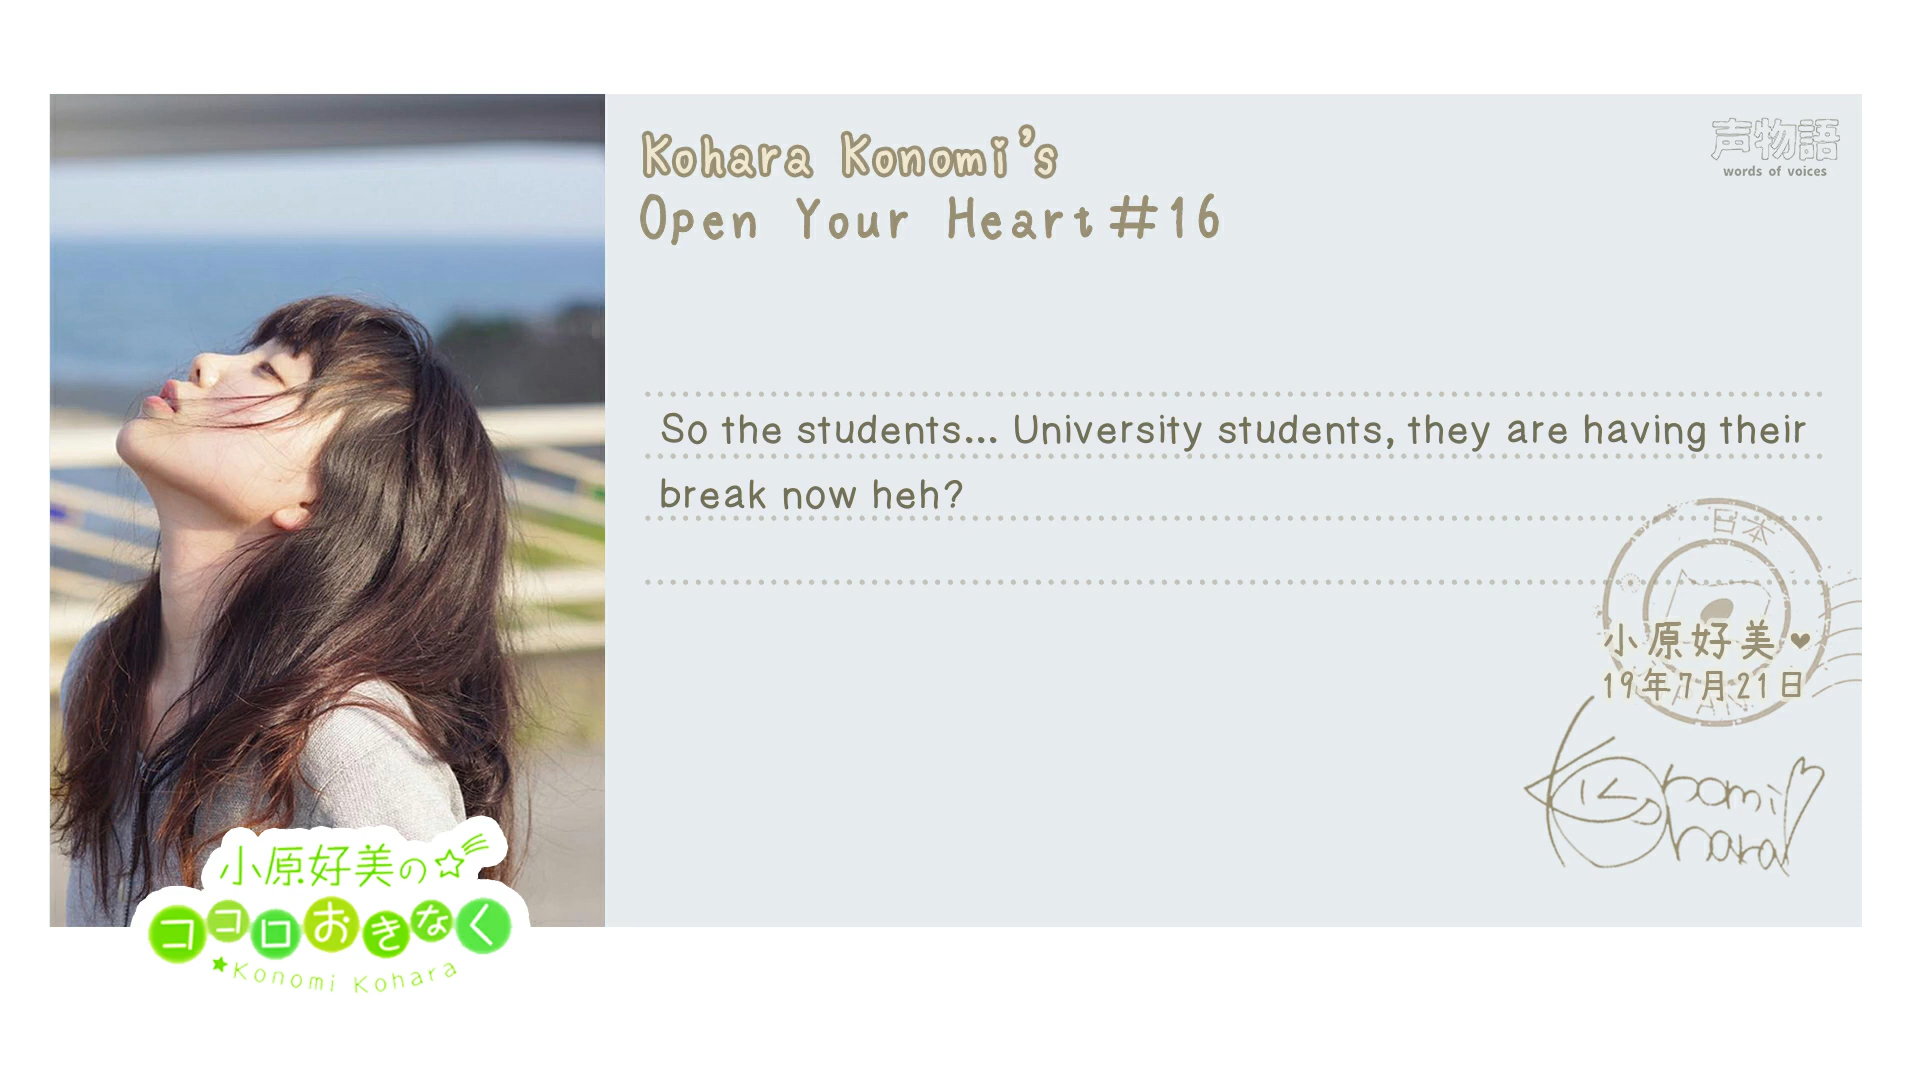 Kohara Konomi's
Open Your Heart#16
声物語
words of voices
So the students... University students, they are having their
break now heh?
日本
小原好美❤
19年7月21日
Konomi
Kohara
小原好美の☆
ココロおきなく
★Konomi Kohara